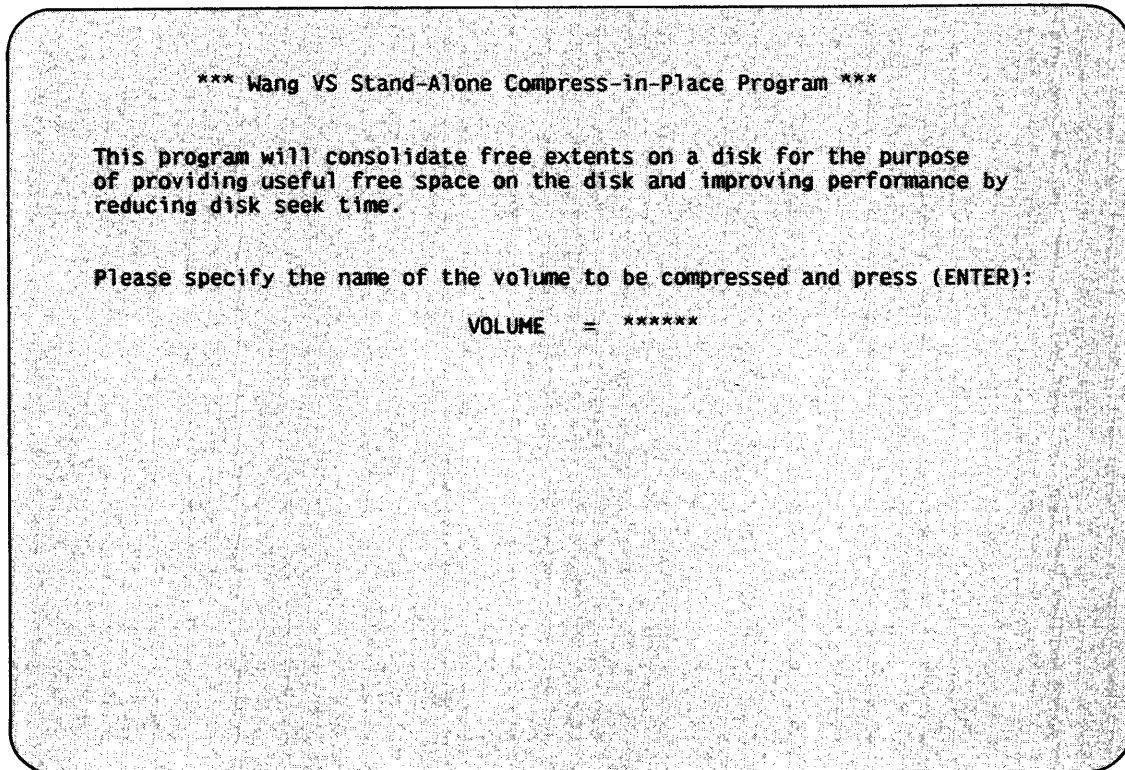 *** Wang VS Stand-Alone Compress-in-Place Program ***
This program will consolidate free extents on a disk for the purpose
of providing useful free space on the disk and improving performance by
reducing disk seek time.
Please specify the name of the volume to be compressed and press (ENTER):
VOLUME = ******